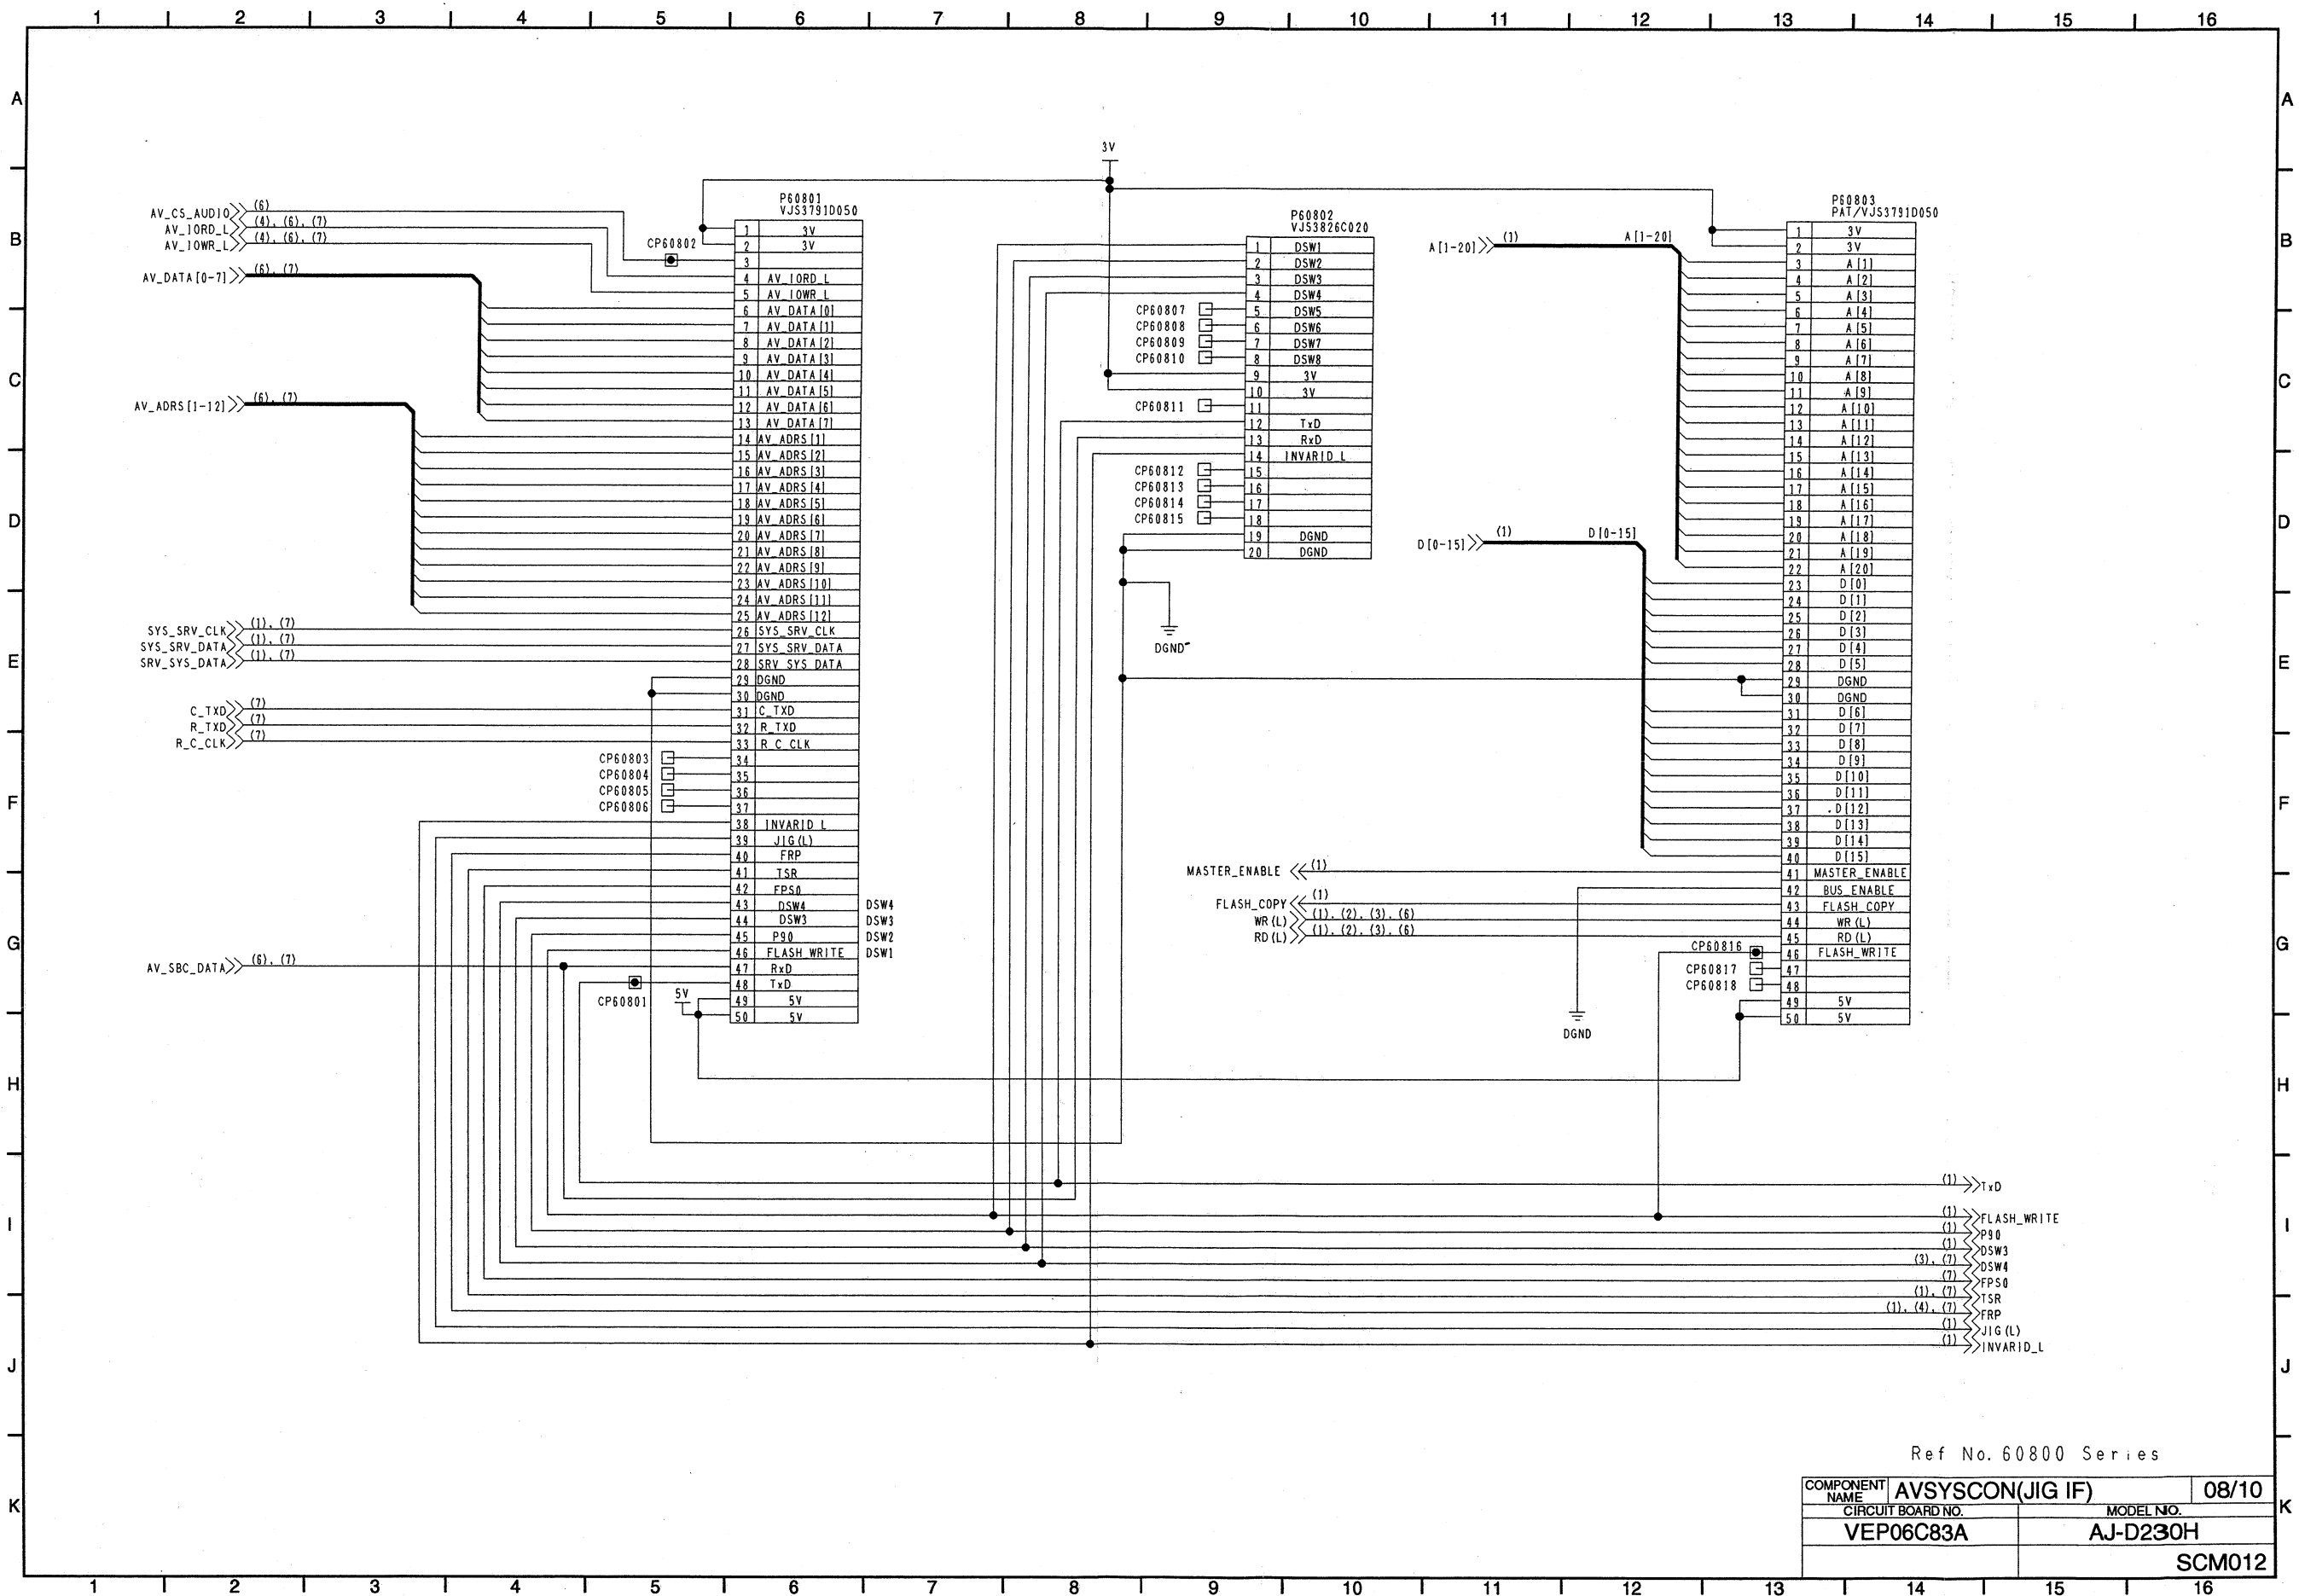 1 2 3 4 5 6 7 8 9 10 11 12 13 14 15 16
A A
B B
C C
D D
E E
F F
G G
H H
I I
J J
K K
3V
AV_CS_AUDIO (6)
AV_IORD_L (4), (6), (7)
AV_IOWR_L (4), (6), (7)
AV_DATA[0-7] (6), (7)
AV_ADRS[1-12] (6), (7)
SYS_SRV_CLK (1), (7)
SYS_SRV_DATA (1), (7)
SRV_SYS_DATA (1), (7)
C_TXD (7)
R_TXD (7)
R_C_CLK (7)
AV_SBC_DATA (6), (7)
CP60802
CP60803
CP60804
CP60805
CP60806
CP60801
5V
P60801
VJS3791D050
1 3V
2 3V
3
4 AV_IORD_L
5 AV_IOWR_L
6 AV_DATA[0]
7 AV_DATA[1]
8 AV_DATA[2]
9 AV_DATA[3]
10 AV_DATA[4]
11 AV_DATA[5]
12 AV_DATA[6]
13 AV_DATA[7]
14 AV_ADRS[1]
15 AV_ADRS[2]
16 AV_ADRS[3]
17 AV_ADRS[4]
18 AV_ADRS[5]
19 AV_ADRS[6]
20 AV_ADRS[7]
21 AV_ADRS[8]
22 AV_ADRS[9]
23 AV_ADRS[10]
24 AV_ADRS[11]
25 AV_ADRS[12]
26 SYS_SRV_CLK
27 SYS_SRV_DATA
28 SRV_SYS_DATA
29 DGND
30 DGND
31 C_TXD
32 R_TXD
33 R_C_CLK
34
35
36
37
38 INVARID_L
39 JIG(L)
40 FRP
41 TSR
42 FPS0
43 DSW4 DSW4
44 DSW3 DSW3
45 P90 DSW2
46 FLASH_WRITE DSW1
47 RxD
48 TxD
49 5V
50 5V
P60802
VJS3826C020
1 DSW1
2 DSW2
3 DSW3
4 DSW4
CP60807 5 DSW5
CP60808 6 DSW6
CP60809 7 DSW7
CP60810 8 DSW8
9 3V
10 3V
CP60811 11
12 TxD
13 RxD
14 INVARID_L
CP60812 15
CP60813 16
CP60814 17
CP60815 18
19 DGND
20 DGND
DGND
A[1-20] (1) A[1-20]
D[0-15] (1) D[0-15]
MASTER_ENABLE (1)
FLASH_COPY (1)
WR(L) (1), (2), (3), (6)
RD(L) (1), (2), (3), (6)
CP60816
CP60817
CP60818
DGND
P60803
PAT/VJS3791D050
1 3V
2 3V
3 A[1]
4 A[2]
5 A[3]
6 A[4]
7 A[5]
8 A[6]
9 A[7]
10 A[8]
11 A[9]
12 A[10]
13 A[11]
14 A[12]
15 A[13]
16 A[14]
17 A[15]
18 A[16]
19 A[17]
20 A[18]
21 A[19]
22 A[20]
23 D[0]
24 D[1]
25 D[2]
26 D[3]
27 D[4]
28 D[5]
29 DGND
30 DGND
31 D[6]
32 D[7]
33 D[8]
34 D[9]
35 D[10]
36 D[11]
37 D[12]
38 D[13]
39 D[14]
40 D[15]
41 MASTER_ENABLE
42 BUS_ENABLE
43 FLASH_COPY
44 WR(L)
45 RD(L)
46 FLASH_WRITE
47
48
49 5V
50 5V
(1) TxD
(1) FLASH_WRITE
(1) P90
(1) DSW3
(3), (7) DSW4
(7) FPS0
(1), (7) TSR
(1), (4), (7) FRP
(1) JIG(L)
(1) INVARID_L
Ref No. 60800 Series
COMPONENT NAME AVSYSCON(JIG IF) 08/10
CIRCUIT BOARD NO. MODEL NO.
VEP06C83A AJ-D230H
SCM012
1 2 3 4 5 6 7 8 9 10 11 12 13 14 15 16